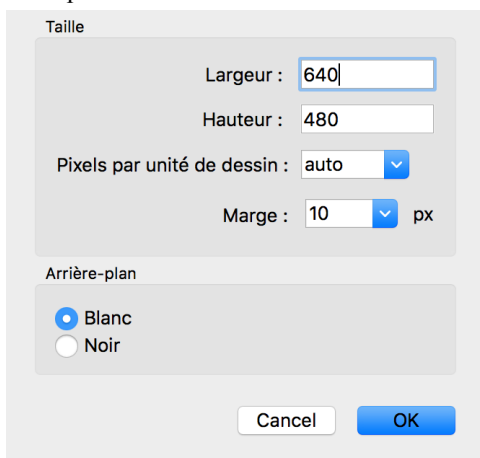 Taille
Largeur : 640
Hauteur : 480
Pixels par unité de dessin : auto
Marge : 10 px
Arrière-plan
Blanc
Noir
Cancel OK